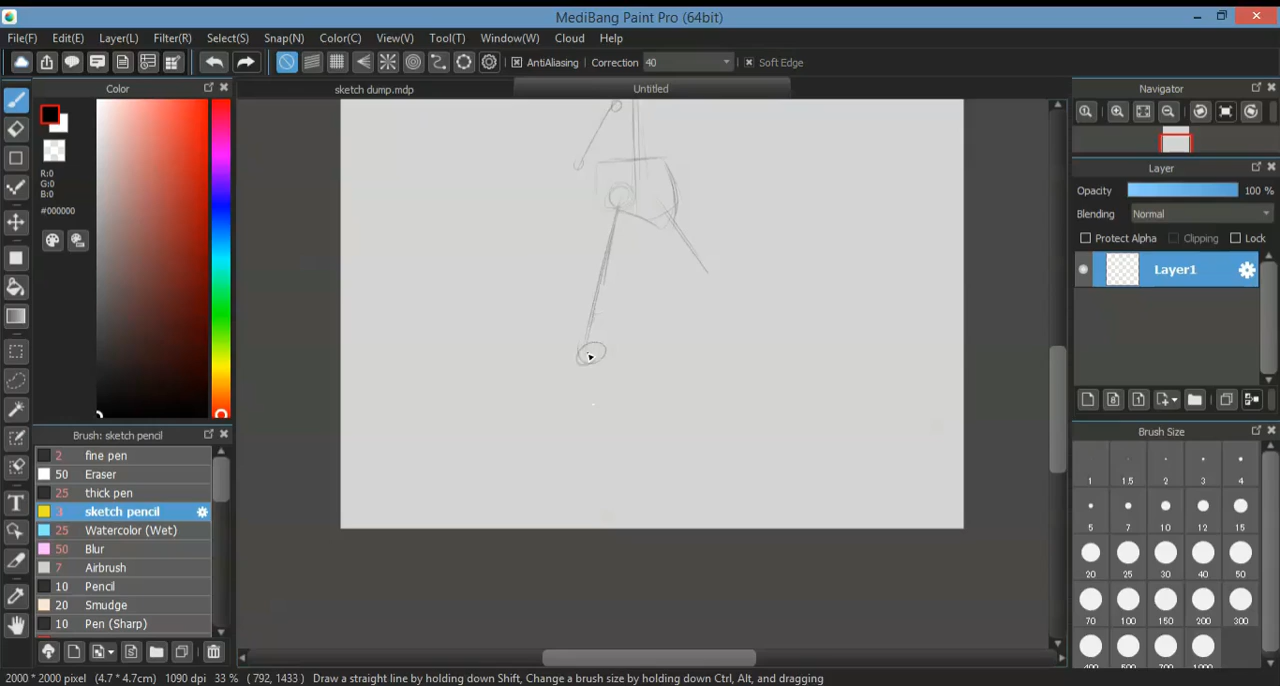 MediBang Paint Pro (64bit)
File(F) Edit(E) Layer(L) Filter(R) Select(S) Snap(N) Color(C) View(V) Tool(T) Window(W) Cloud Help
AntiAliasing Correction 40 Soft Edge
Color
sketch dump.mdp Untitled
Navigator
R:0
G:0
B:0
#000000
Layer
Opacity 100 %
Blending Normal
Protect Alpha Clipping Lock
Layer1
Brush: sketch pencil
2 fine pen
50 Eraser
25 thick pen
3 sketch pencil
25 Watercolor (Wet)
50 Blur
7 Airbrush
10 Pencil
20 Smudge
10 Pen (Sharp)
Brush Size
1 1.5 2 3 4
5 7 10 12 15
20 25 30 40 50
70 100 150 200 300
400 500 700 1000
2000 * 2000 pixel (4.7 * 4.7cm) 1090 dpi 33 % ( 792, 1433 ) Draw a straight line by holding down Shift, Change a brush size by holding down Ctrl, Alt, and dragging